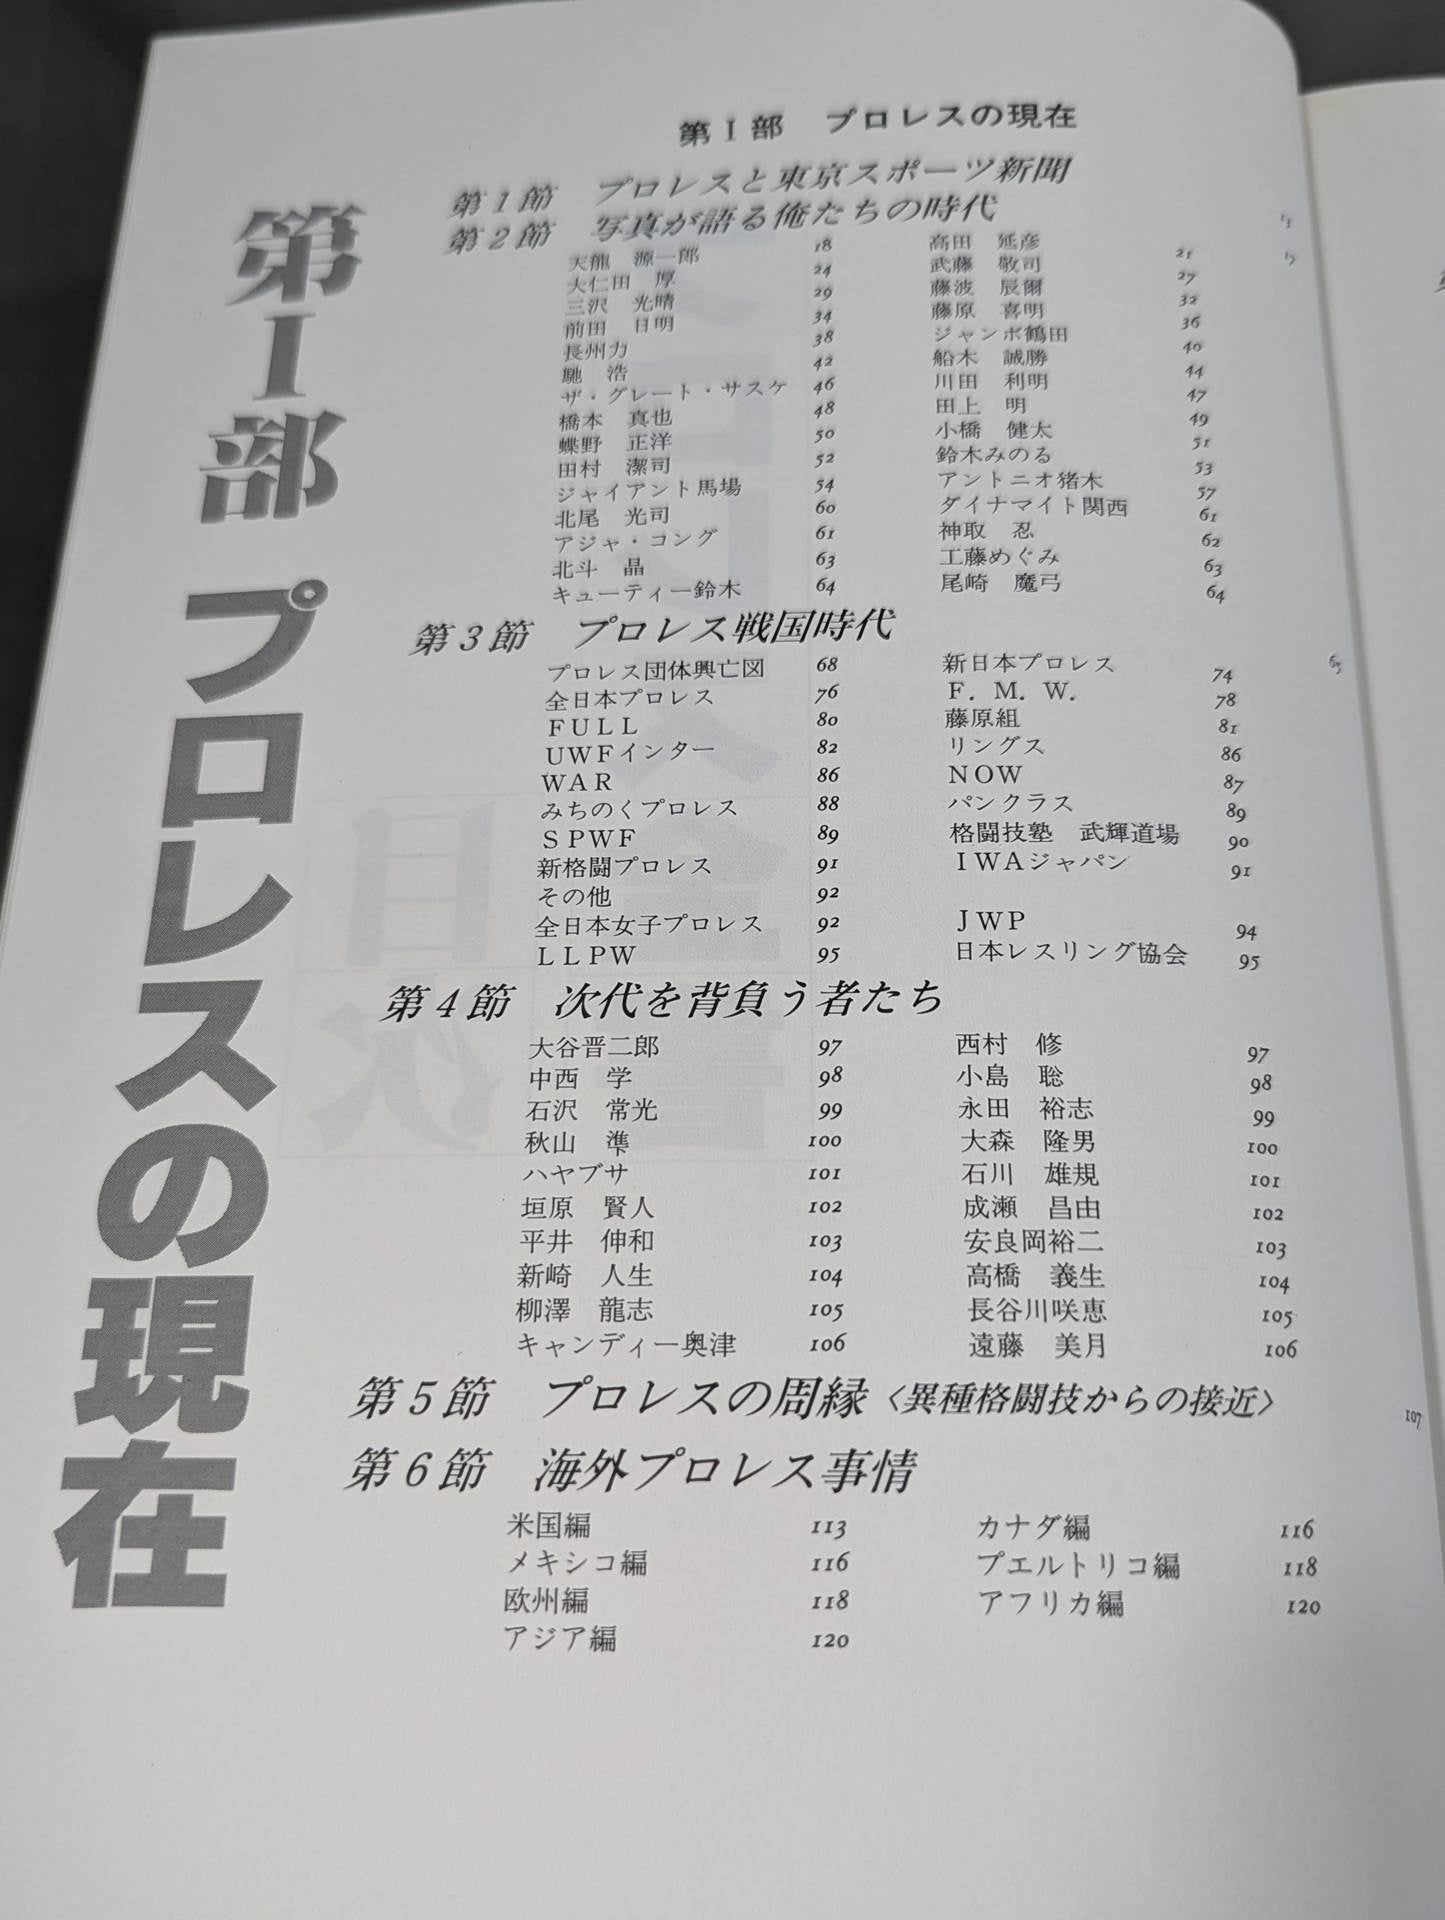 第Ⅰ部 プロレスの現在
第Ⅰ部 プロレスの現在
第1節 プロレスと東京スポーツ新聞
第2節 写真が語る俺たちの時代
天龍 源一郎 18 高田 延彦 21
大仁田 厚 24 武藤 敬司 27
三沢 光晴 29 藤波 辰爾 32
前田 日明 34 藤原 喜明 36
長州力 38 ジャンボ鶴田 40
馳 浩 42 船木 誠勝 44
ザ・グレート・サスケ 46 川田 利明 47
橋本 真也 48 田上 明 49
蝶野 正洋 50 小橋 健太 51
田村 潔司 52 鈴木みのる 53
ジャイアント馬場 54 アントニオ猪木 57
北尾 光司 60 ダイナマイト関西 61
アジャ・コング 61 神取 忍 62
北斗 晶 63 工藤めぐみ 63
キューティー鈴木 64 尾崎 魔弓 64
第3節 プロレス戦国時代
プロレス団体興亡図 68 新日本プロレス 74
全日本プロレス 76 F.M.W. 78
FULL 80 藤原組 81
UWFインター 82 リングス 86
WAR 86 NOW 87
みちのくプロレス 88 パンクラス 89
SPWF 89 格闘技塾 武輝道場 90
新格闘プロレス 91 IWAジャパン 91
その他 92
全日本女子プロレス 92 JWP 94
LLPW 95 日本レスリング協会 95
第4節 次代を背負う者たち
大谷晋二郎 97 西村 修 97
中西 学 98 小島 聡 98
石沢 常光 99 永田 裕志 99
秋山 準 100 大森 隆男 100
ハヤブサ 101 石川 雄規 101
垣原 賢人 102 成瀬 昌由 102
平井 伸和 103 安良岡裕二 103
新崎 人生 104 高橋 義生 104
柳澤 龍志 105 長谷川咲恵 105
キャンディー奥津 106 遠藤 美月 106
第5節 プロレスの周縁〈異種格闘技からの接近〉 107
第6節 海外プロレス事情
米国編 113 カナダ編 116
メキシコ編 116 プエルトリコ編 118
欧州編 118 アフリカ編 120
アジア編 120